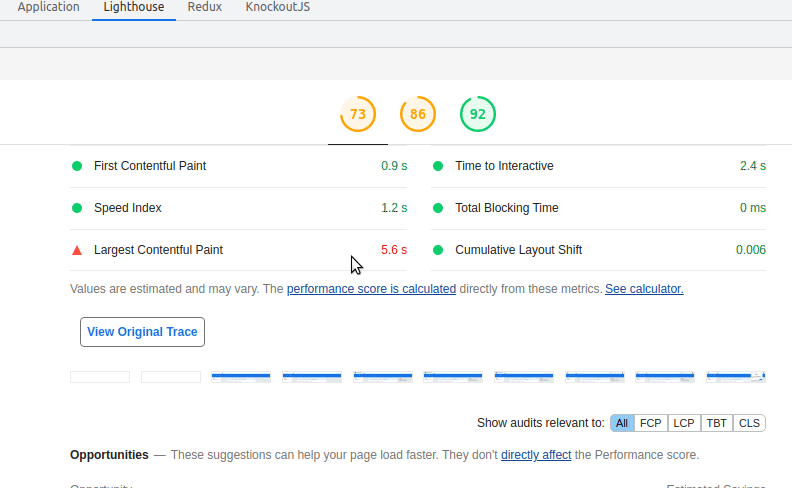 Application Lighthouse Redux KnockoutJS
73 86 92
First Contentful Paint 0.9 s Time to Interactive 2.4 s
Speed Index 1.2 s Total Blocking Time 0 ms
Largest Contentful Paint 5.6 s Cumulative Layout Shift 0.006
Values are estimated and may vary. The performance score is calculated directly from these metrics. See calculator.
View Original Trace
Show audits relevant to: All FCP LCP TBT CLS
Opportunities — These suggestions can help your page load faster. They don't directly affect the Performance score.
Opportunity Estimated Savings